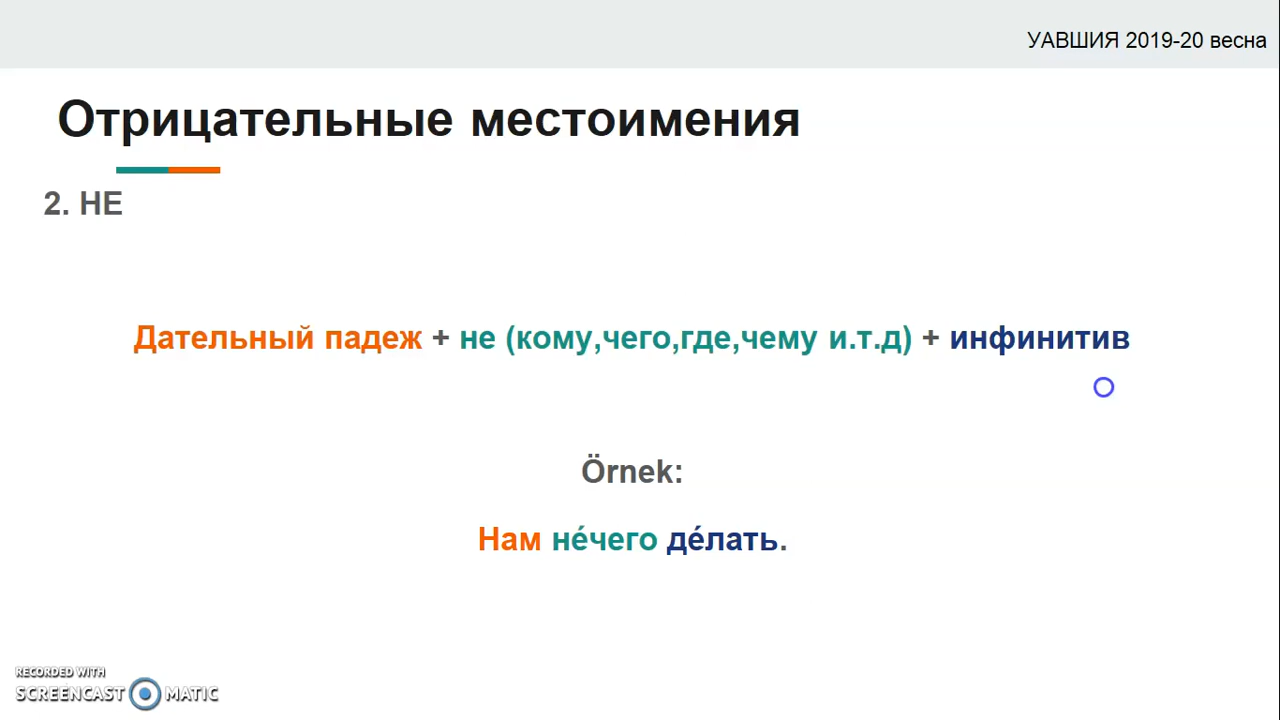 УАВШИЯ 2019-20 весна
Отрицательные местоимения
2. НЕ
Дательный падеж + не (кому,чего,где,чему и.т.д) + инфинитив
Örnek:
Нам не́чего де́лать.
RECORDED WITH
SCREENCAST MATIC